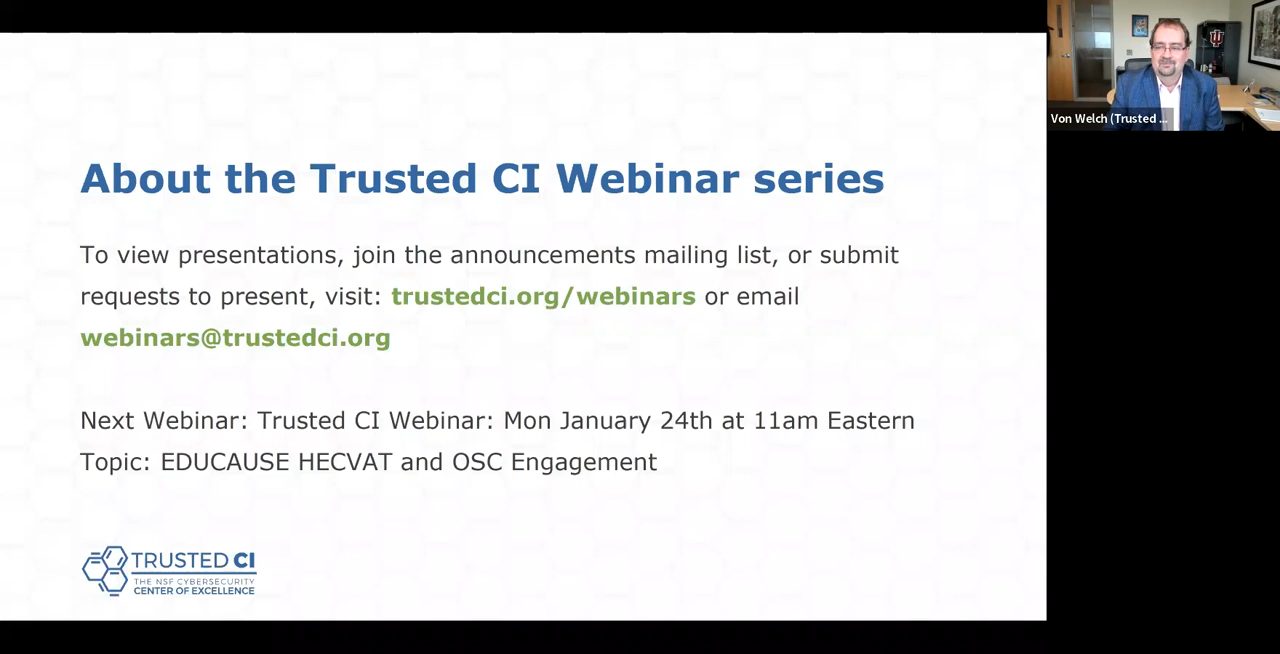 About the Trusted CI Webinar series
To view presentations, join the announcements mailing list, or submit
requests to present, visit: trustedci.org/webinars or email
webinars@trustedci.org
Next Webinar: Trusted CI Webinar: Mon January 24th at 11am Eastern
Topic: EDUCAUSE HECVAT and OSC Engagement
TRUSTED CI
THE NSF CYBERSECURITY
CENTER OF EXCELLENCE
Von Welch (Trusted ...